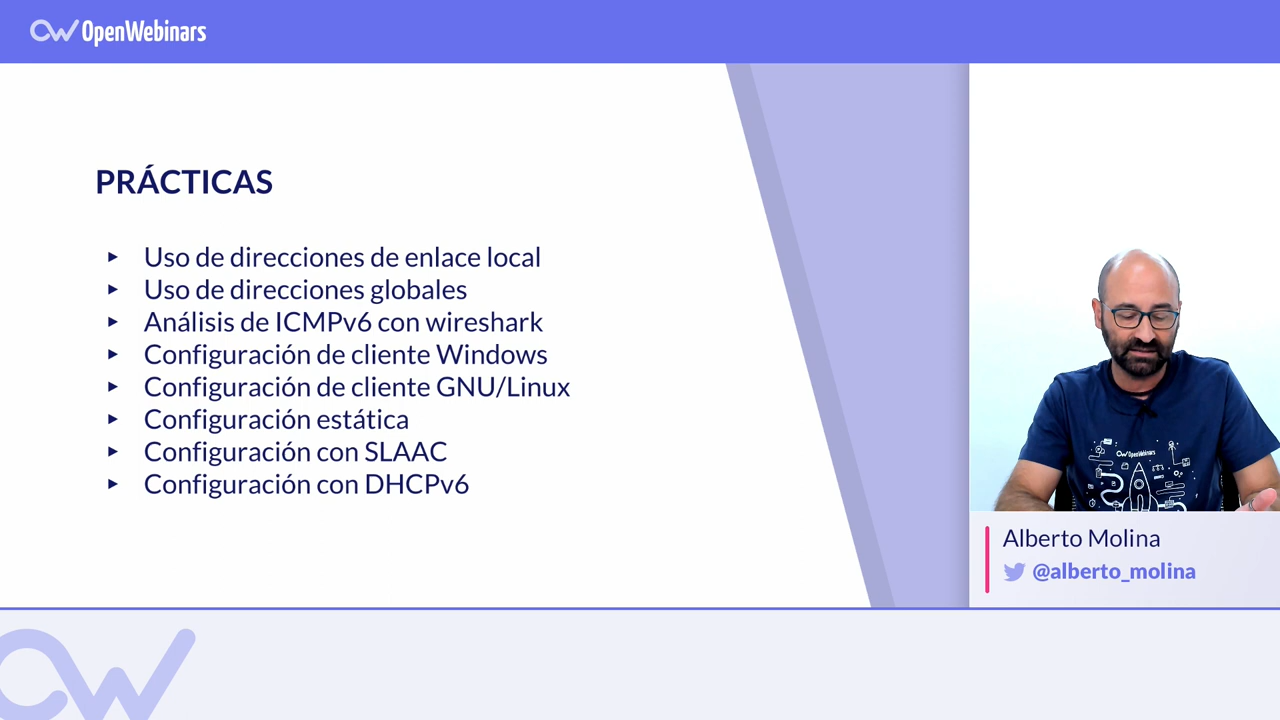 OpenWebinars
PRÁCTICAS
Uso de direcciones de enlace local
Uso de direcciones globales
Análisis de ICMPv6 con wireshark
Configuración de cliente Windows
Configuración de cliente GNU/Linux
Configuración estática
Configuración con SLAAC
Configuración con DHCPv6
OpenWebinars
Alberto Molina
@alberto_molina